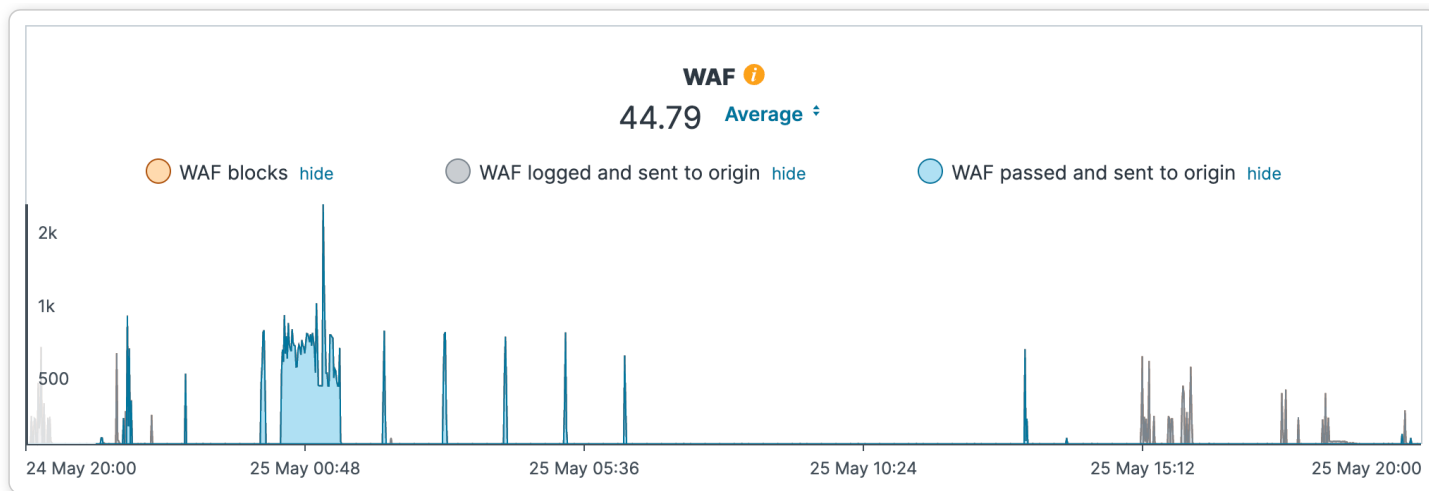 WAF i
44.79 Average
WAF blocks hide WAF logged and sent to origin hide WAF passed and sent to origin hide
2k
1k
500
24 May 20:00 25 May 00:48 25 May 05:36 25 May 10:24 25 May 15:12 25 May 20:00